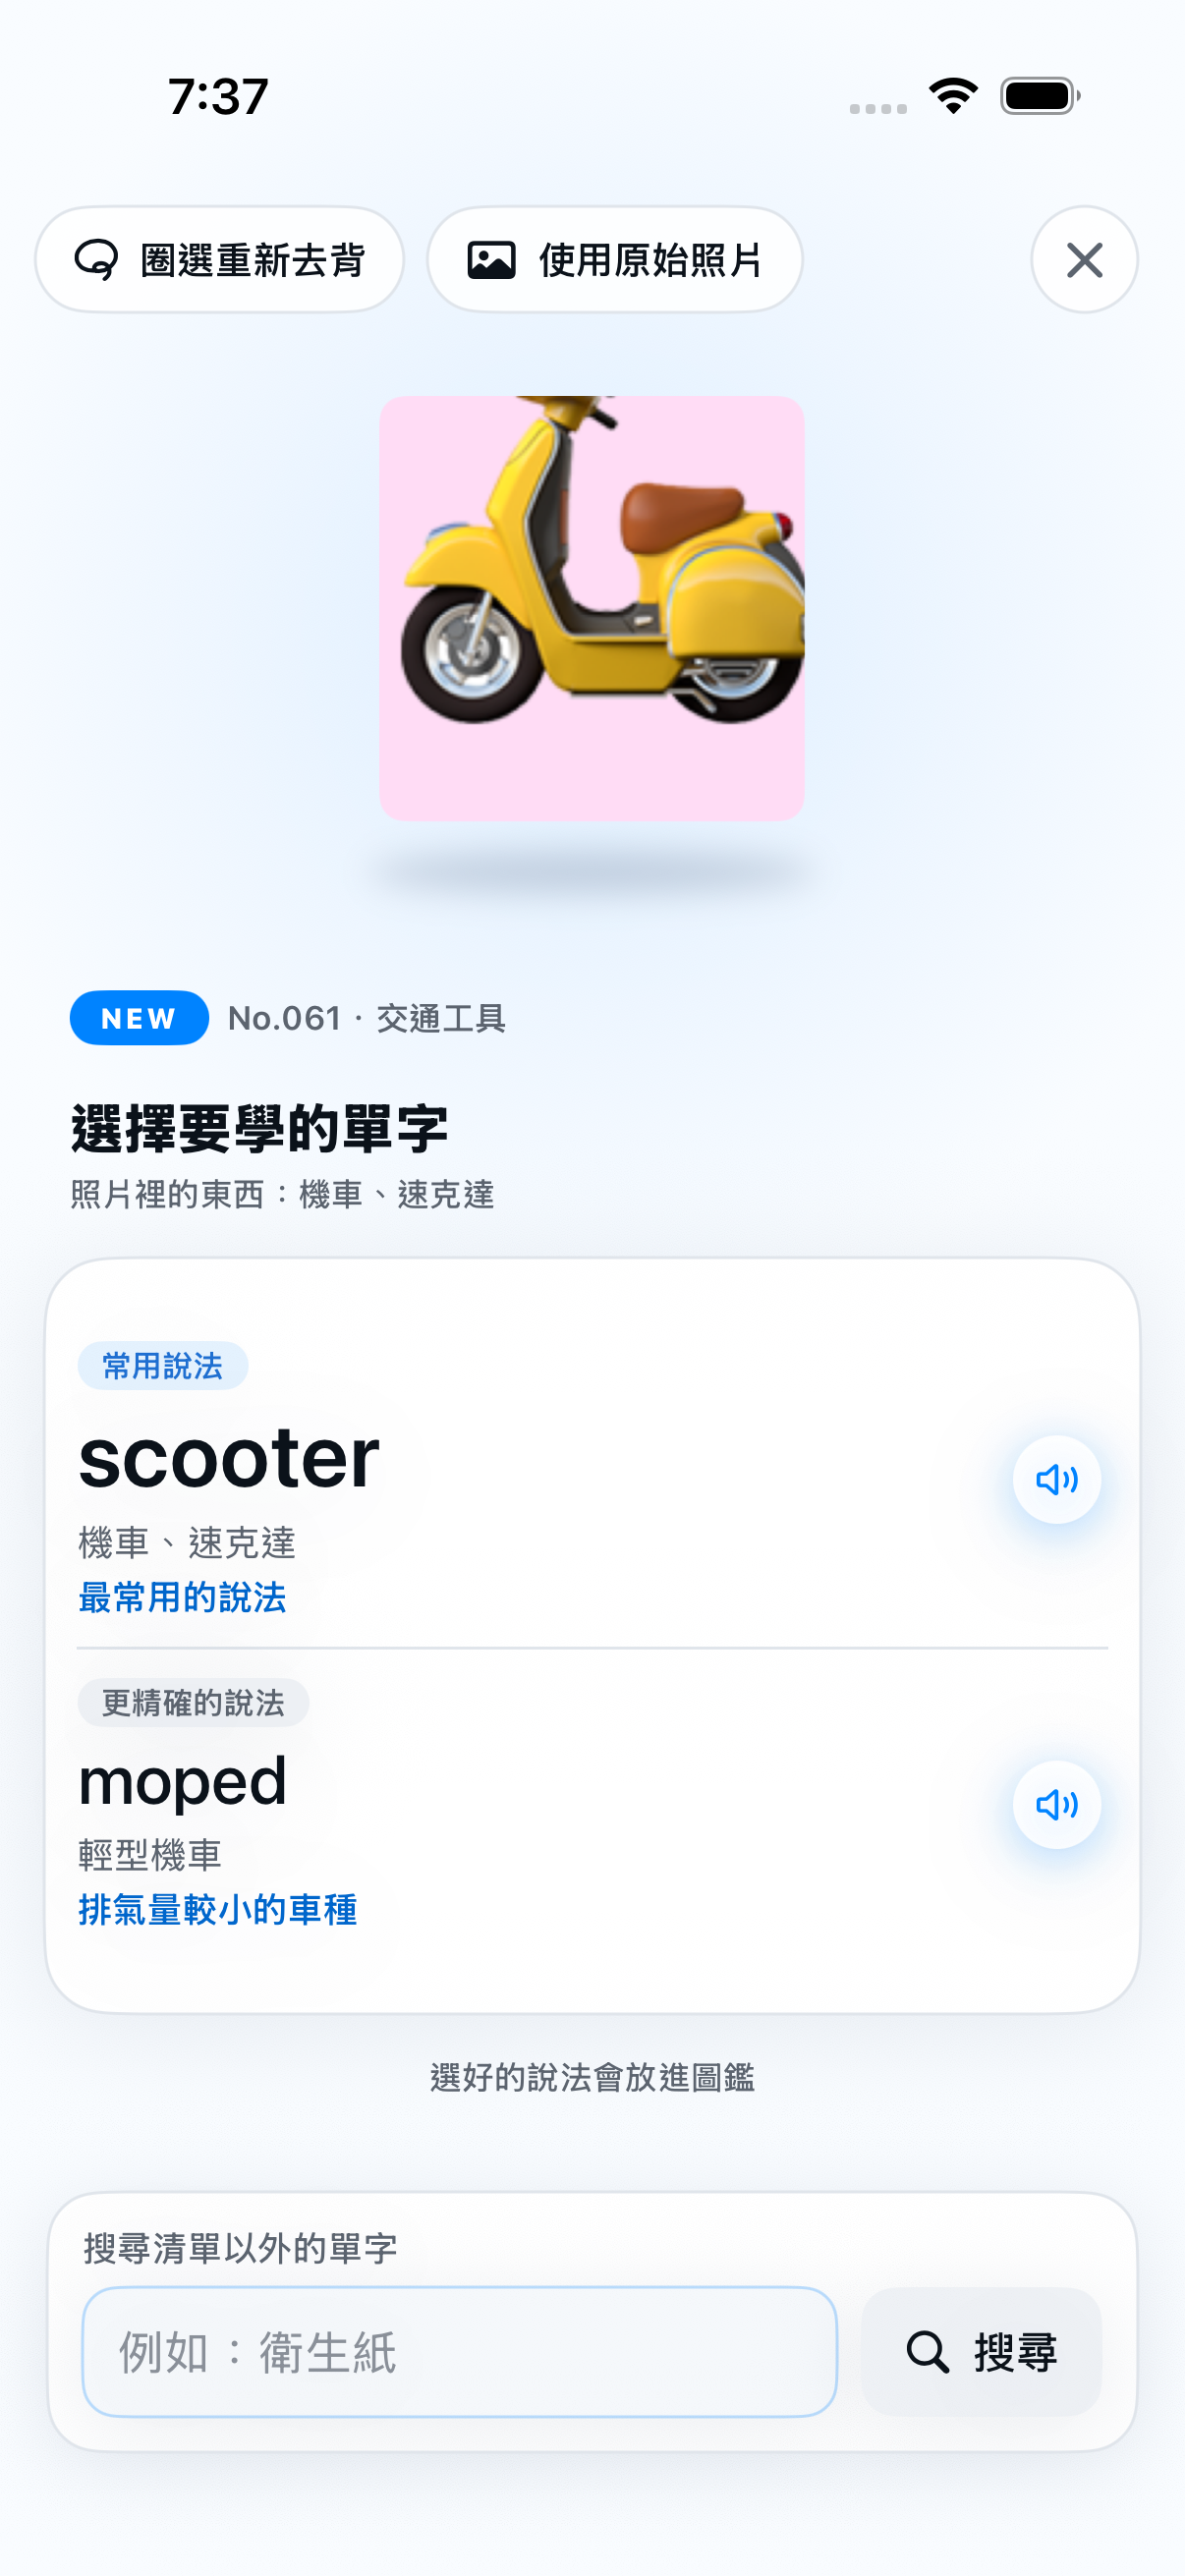 7:37
圈選重新去背
使用原始照片
NEW No.061 · 交通工具
選擇要學的單字
照片裡的東西：機車、速克達
常用說法
scooter
機車、速克達
最常用的說法
更精確的說法
moped
輕型機車
排氣量較小的車種
選好的說法會放進圖鑑
搜尋清單以外的單字
例如：衛生紙
搜尋